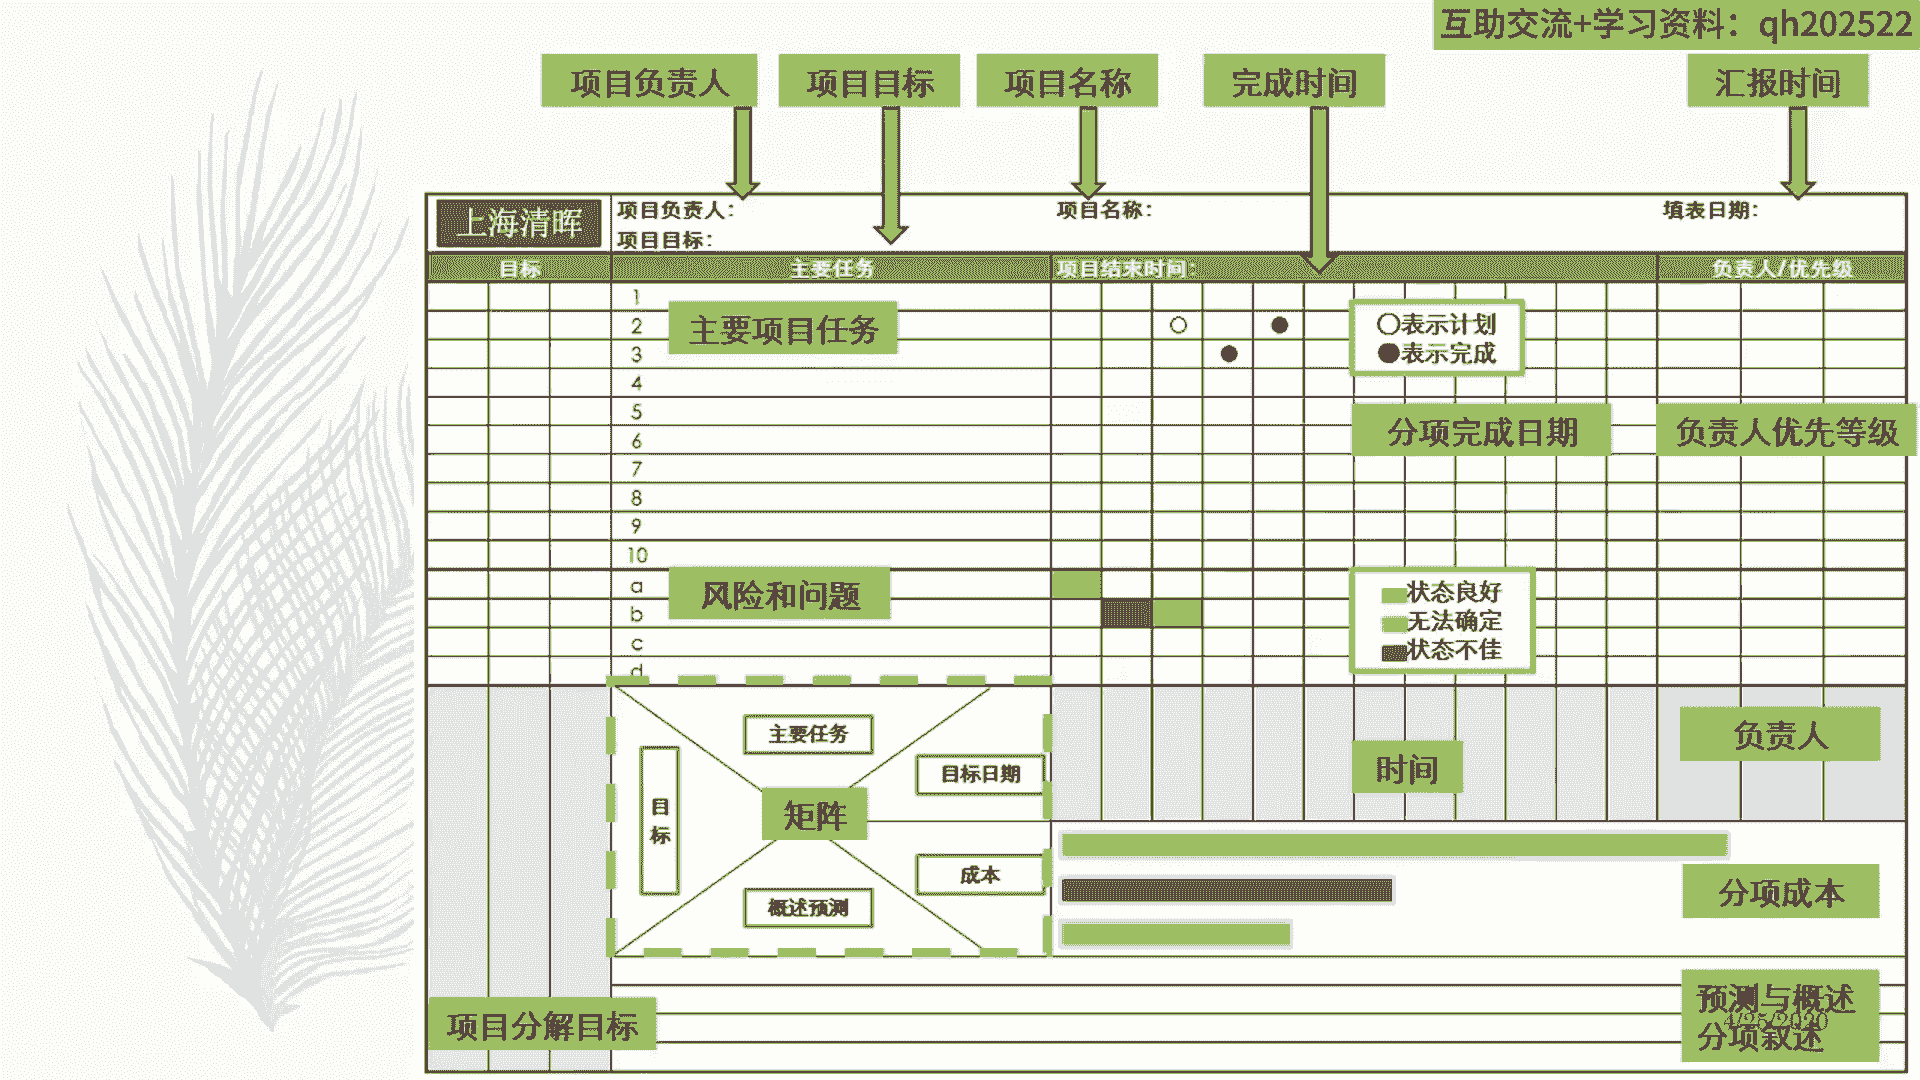 互助交流+学习资料：qh202522
项目负责人
项目目标
项目名称
完成时间
汇报时间
上海清晖
项目负责人：
项目名称：
填表日期：
项目目标：
目标
主要任务
项目结束时间：
负责人/优先级
1
2
3
4
5
6
7
8
9
10
a
b
c
d
主要项目任务
○表示计划
●表示完成
分项完成日期
负责人优先等级
风险和问题
状态良好
无法确定
状态不佳
主要任务
目标日期
目标
矩阵
成本
概述预测
时间
负责人
分项成本
项目分解目标
预测与概述
4/25/2020
分项叙述